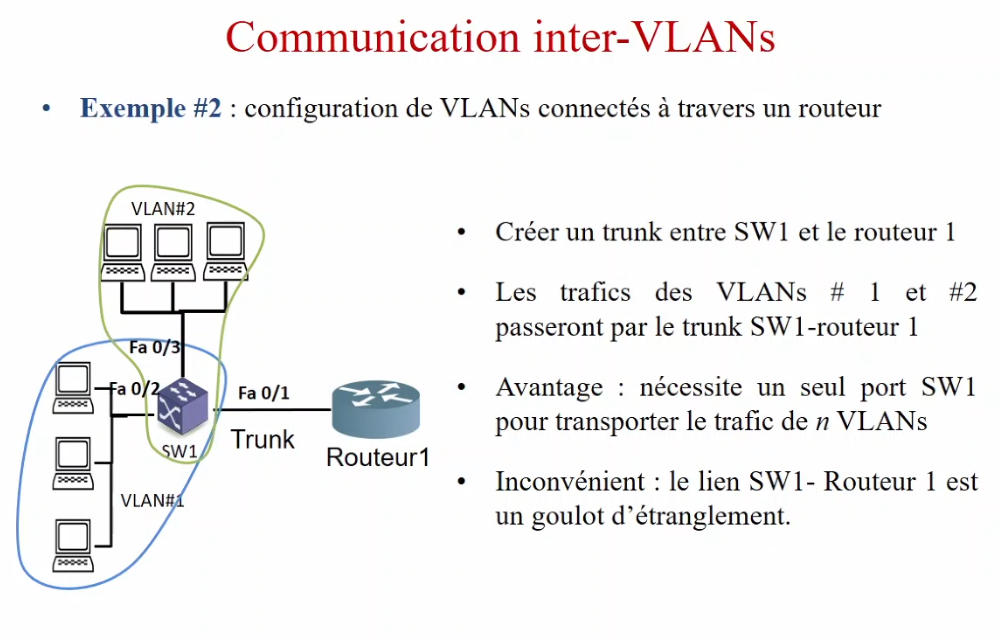 Communication inter-VLANs
• Exemple #2 : configuration de VLANs connectés à travers un routeur
VLAN#2
Fa 0/3
Fa 0/2
Fa 0/1
SW1
Trunk
Routeur1
VLAN#1
• Créer un trunk entre SW1 et le routeur 1
• Les trafics des VLANs # 1 et #2
passeront par le trunk SW1-routeur 1
• Avantage : nécessite un seul port SW1
pour transporter le trafic de n VLANs
• Inconvénient : le lien SW1- Routeur 1 est
un goulot d’étranglement.